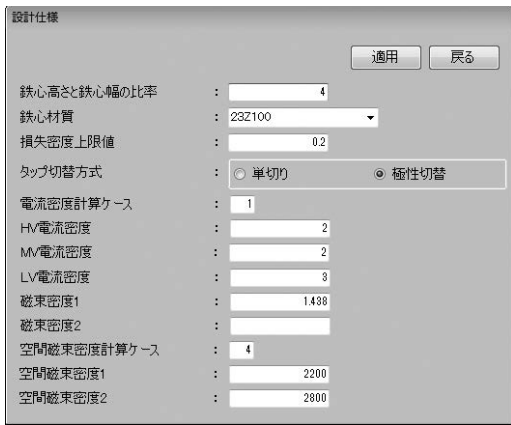 設計仕様
適用 戻る
鉄心高さと鉄心幅の比率 : 4
鉄心材質 : 23Z100
損失密度上限値 : 0.2
タップ切替方式 : 単切り 極性切替
電流密度計算ケース : 1
HV電流密度 : 2
MV電流密度 : 2
LV電流密度 : 3
磁束密度1 : 1.438
磁束密度2 :
空間磁束密度計算ケース : 4
空間磁束密度1 : 2200
空間磁束密度2 : 2800